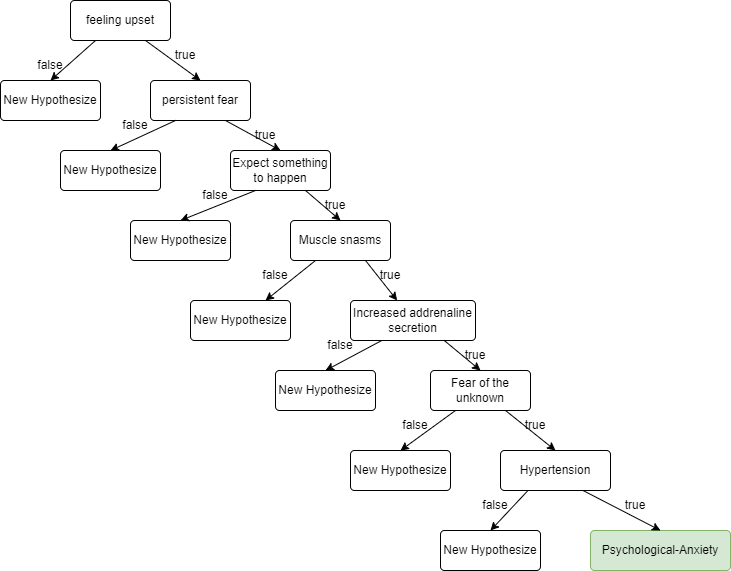 feeling upset
false
true
New Hypothesize
persistent fear
false
true
New Hypothesize
Expect something
to happen
false
true
New Hypothesize
Muscle snasms
false
true
New Hypothesize
Increased addrenaline
secretion
false
true
New Hypothesize
Fear of the
unknown
false
true
New Hypothesize
Hypertension
false
true
New Hypothesize
Psychological-Anxiety